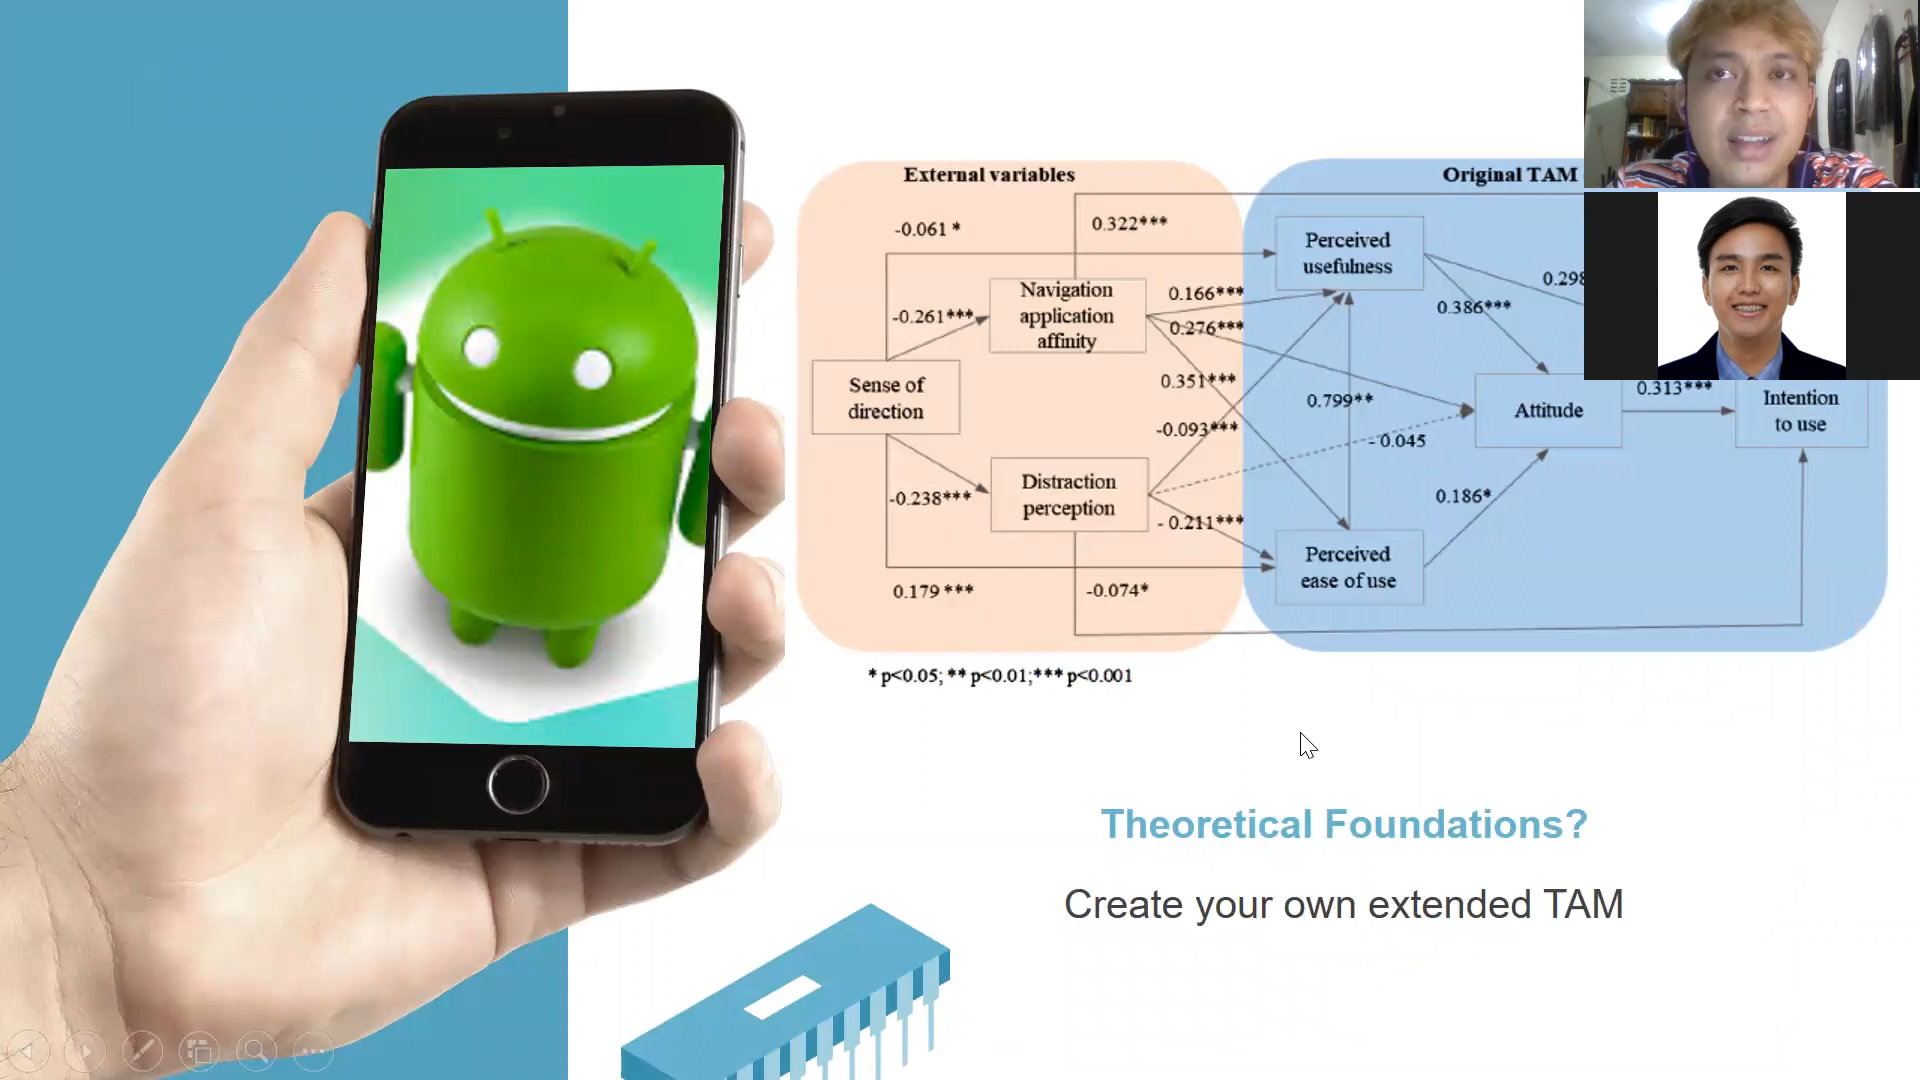 External variables
Original TAM
-0.061 *
0.322***
Perceived
usefulness
0.298
Navigation
application
affinity
0.166***
-0.261***
0.276***
0.386***
Sense of
direction
0.351***
0.799**
0.313***
Attitude
Intention
to use
-0.093***
- 0.045
Distraction
perception
-0.238***
0.186*
- 0.211***
Perceived
ease of use
0.179 ***
-0.074*
* p<0.05; ** p<0.01;*** p<0.001
Theoretical Foundations?
Create your own extended TAM